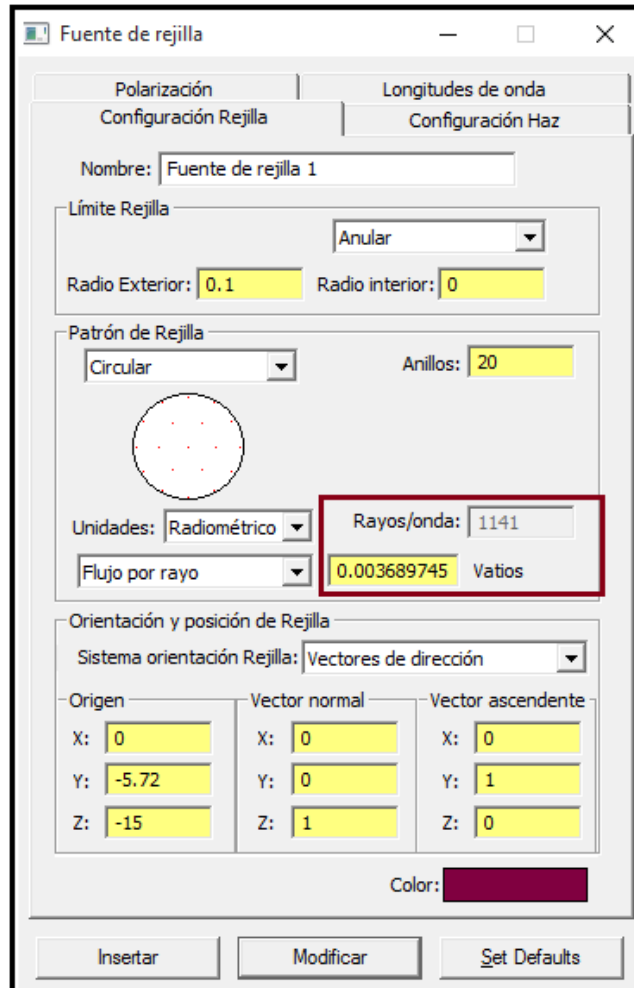 Fuente de rejilla
Polarización Longitudes de onda
Configuración Rejilla Configuración Haz
Nombre: Fuente de rejilla 1
Límite Rejilla
Anular
Radio Exterior: 0.1 Radio interior: 0
Patrón de Rejilla
Circular Anillos: 20
Unidades: Radiométrico Rayos/onda: 1141
Flujo por rayo 0.003689745 Vatios
Orientación y posición de Rejilla
Sistema orientación Rejilla: Vectores de dirección
Origen Vector normal Vector ascendente
X: 0 X: 0 X: 0
Y: -5.72 Y: 0 Y: 1
Z: -15 Z: 1 Z: 0
Color:
Insertar Modificar Set Defaults